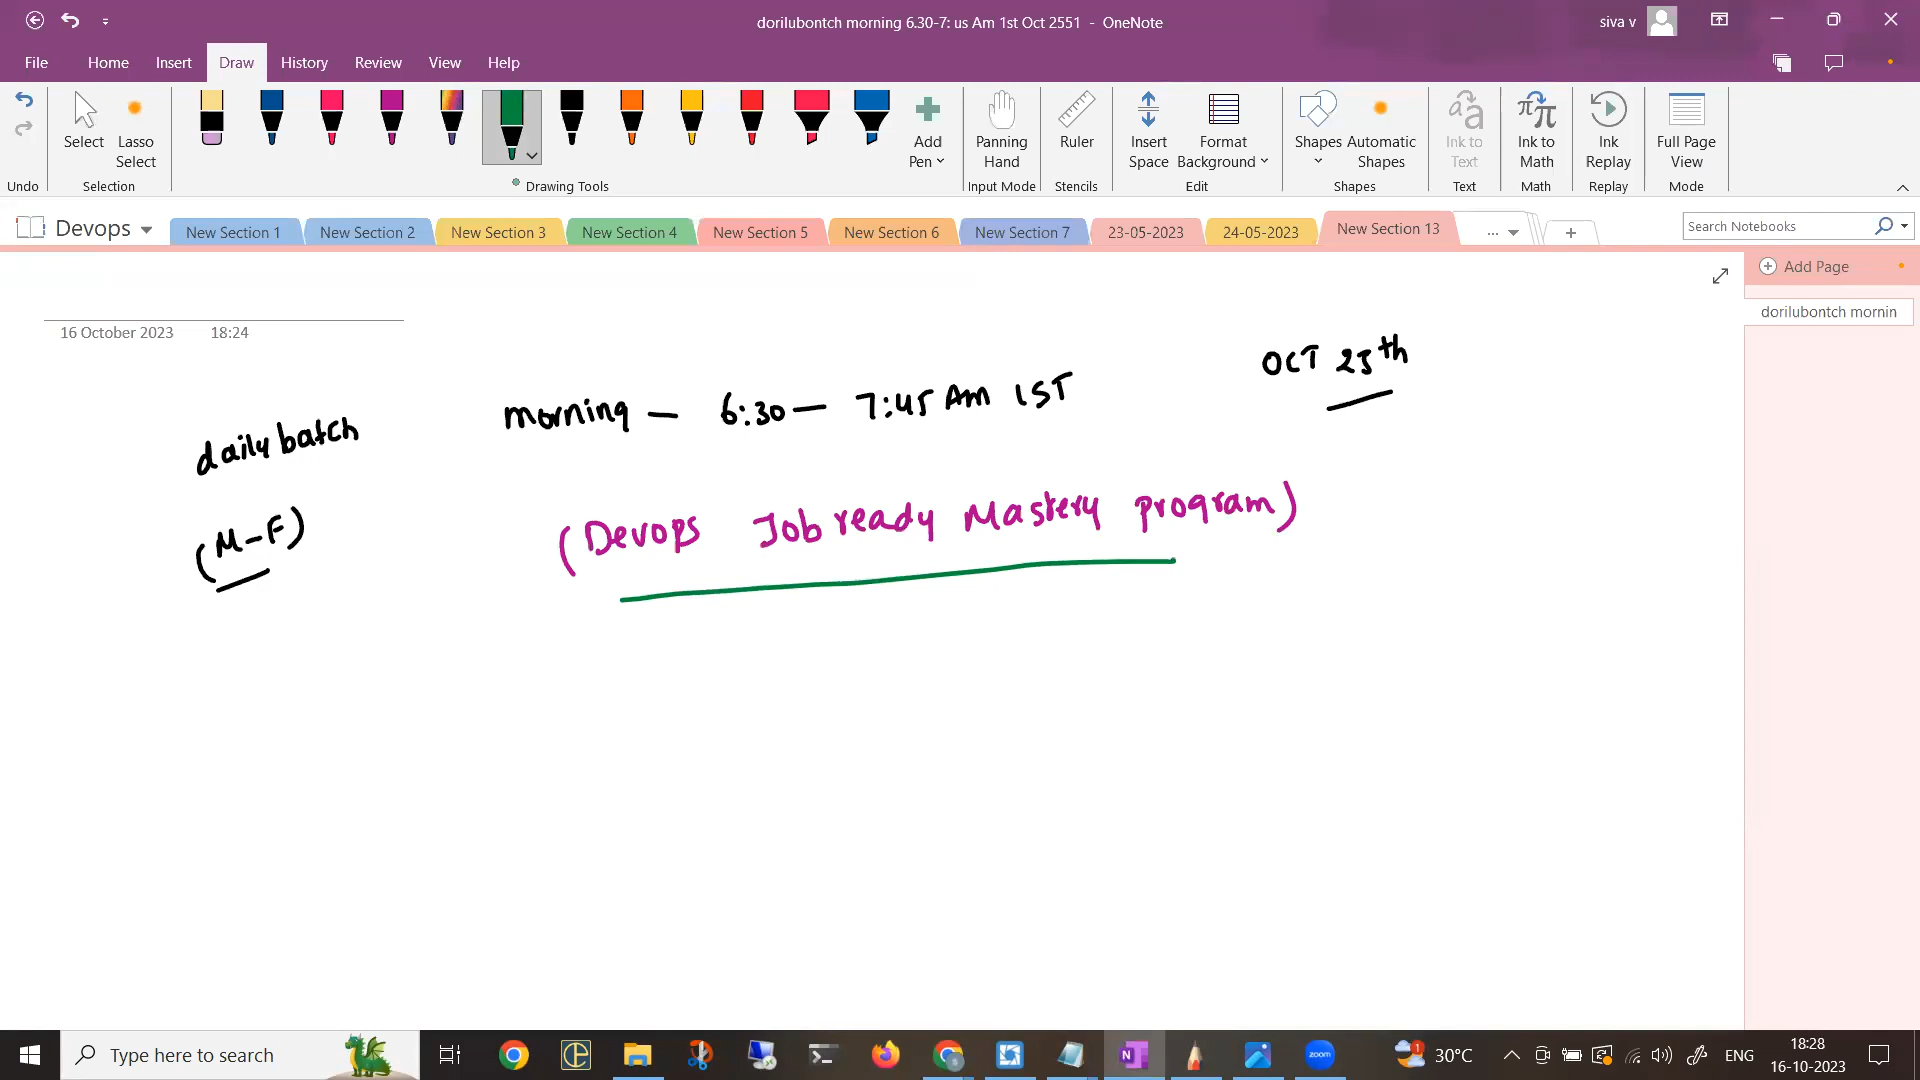 dorilubontch morning 6.30-7: us Am 1st Oct 2551 - OneNote
siva v
File Home Insert Draw History Review View Help
Select
Lasso Select
Add Pen
Panning Hand
Ruler
Insert Space
Format Background
Shapes
Automatic Shapes
Ink to Text
Ink to Math
Ink Replay
Full Page View
Undo Selection Drawing Tools Input Mode Stencils Edit Shapes Text Math Replay Mode
Devops New Section 1 New Section 2 New Section 3 New Section 4 New Section 5 New Section 6 New Section 7 23-05-2023 24-05-2023 New Section 13 ... Search Notebooks
Add Page
dorilubontch mornin
16 October 2023 18:24
OCT 25th
morning - 6:30 - 7:45 Am IST
daily batch
(M-F)
(Devops Job ready Mastery program)
Type here to search
zoom
30°C
ENG
18:28
16-10-2023